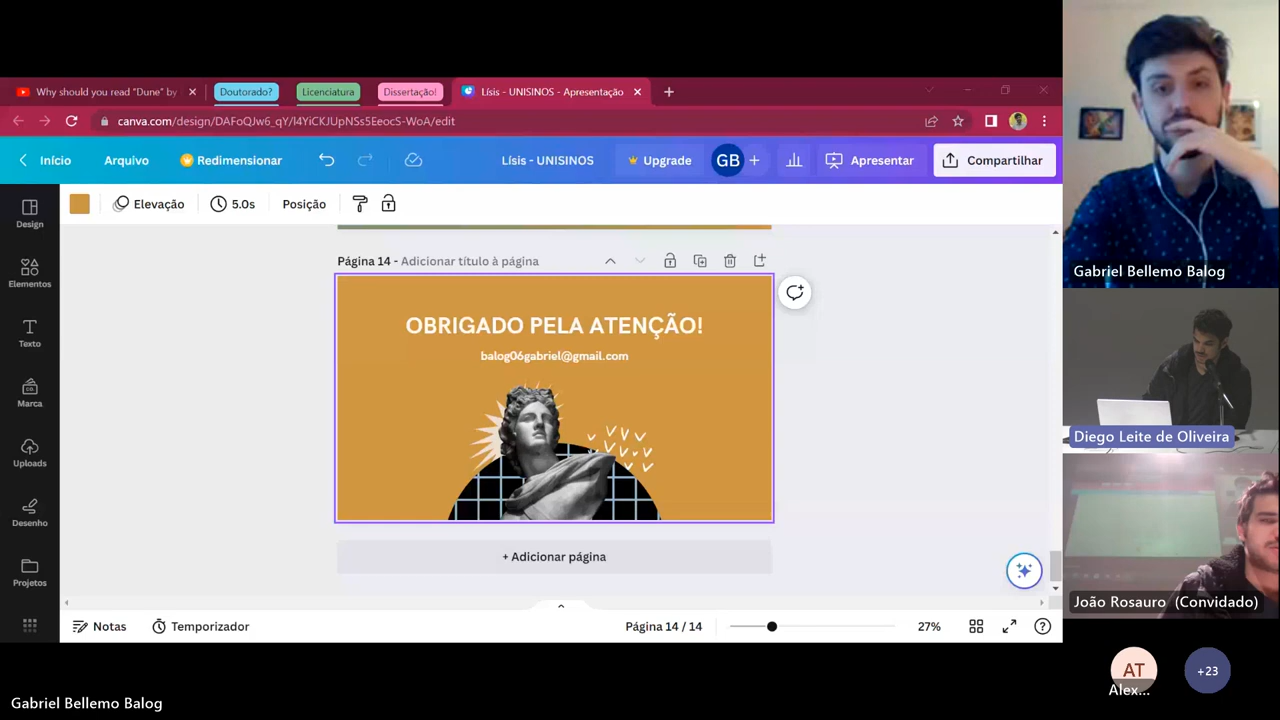 Why should you read “Dune” by
Doutorado?
Licenciatura
Dissertação!
Lísis - UNISINOS - Apresentação
canva.com/design/DAFoQJw6_qY/l4YiCKJUpNSs5EeocS-WoA/edit
Início
Arquivo
Redimensionar
Lísis - UNISINOS
Upgrade
GB
Apresentar
Compartilhar
Elevação
5.0s
Posição
Design
Elementos
Texto
Marca
Uploads
Desenho
Projetos
Página 14 - Adicionar título à página
OBRIGADO PELA ATENÇÃO!
balog06gabriel@gmail.com
+ Adicionar página
Notas
Temporizador
Página 14 / 14
27%
Gabriel Bellemo Balog
Diego Leite de Oliveira
João Rosauro (Convidado)
AT
Alex...
+23
Gabriel Bellemo Balog